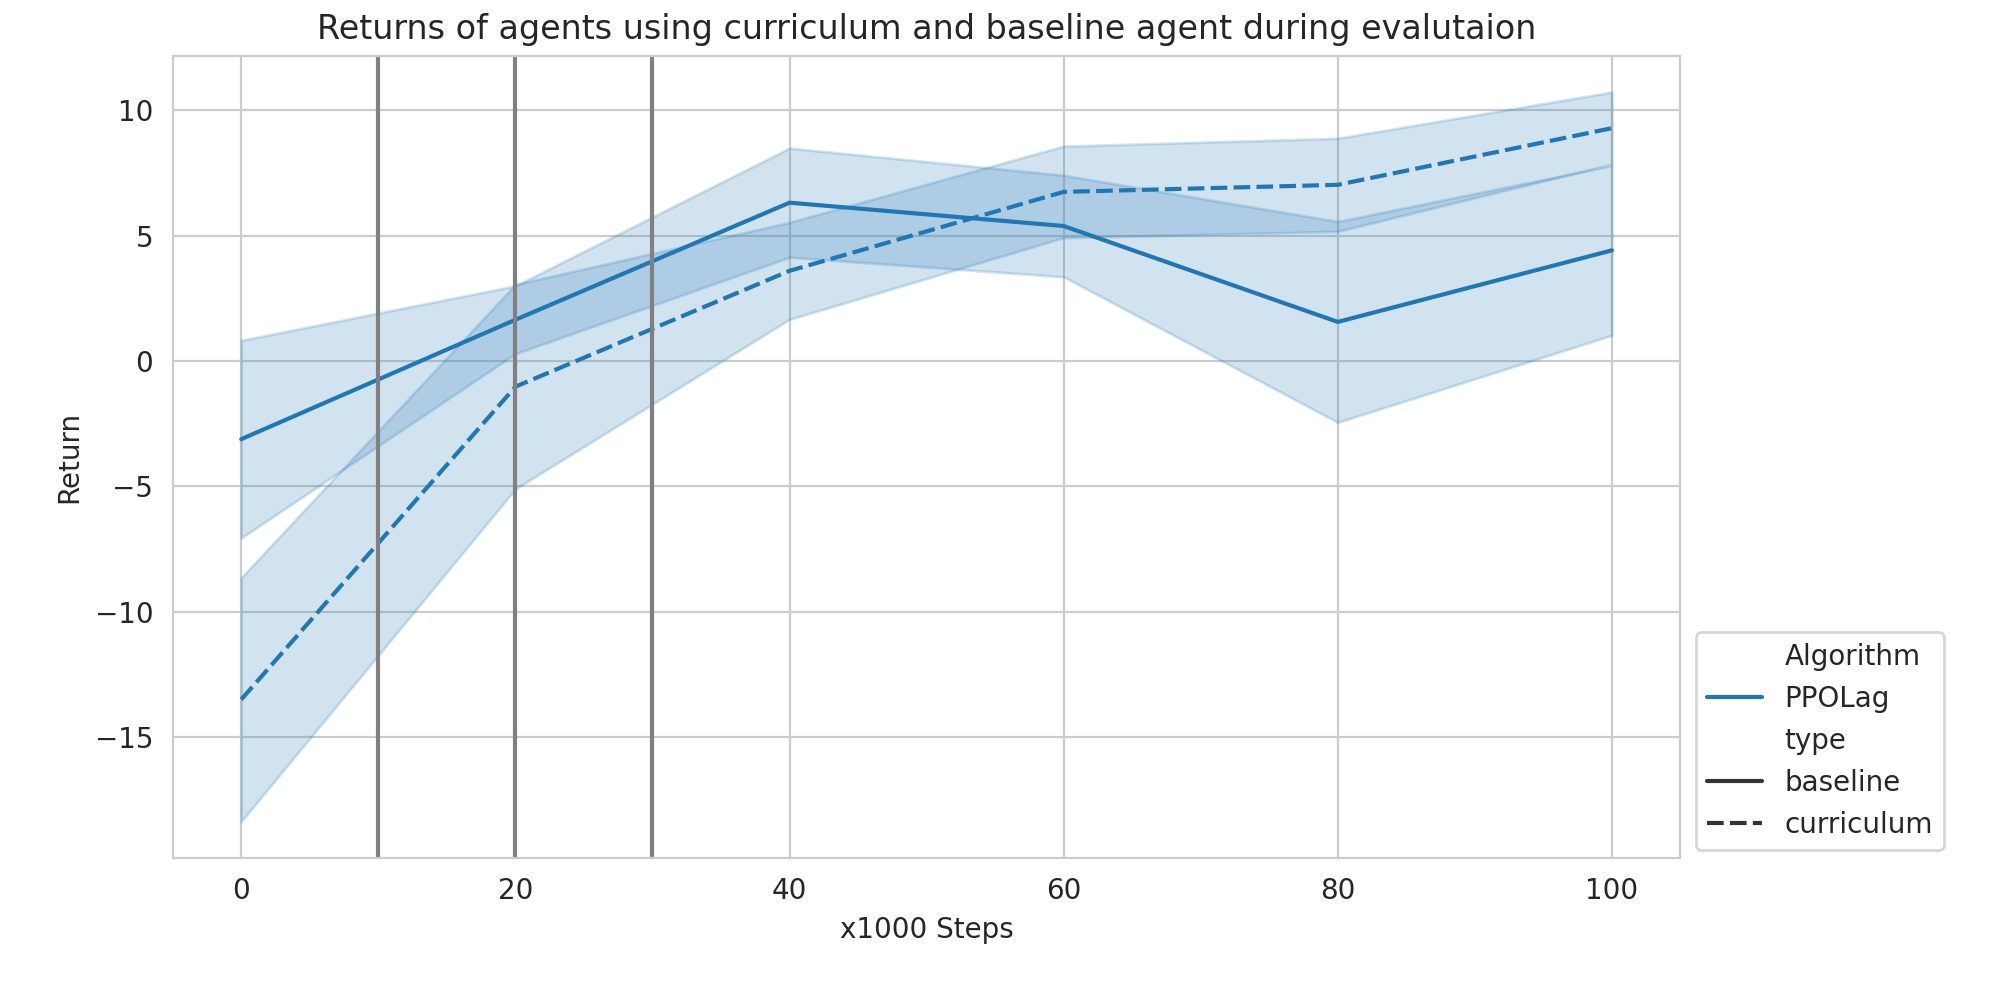 Returns of agents using curriculum and baseline agent during evalutaion
10
5
0
−5
−10
−15
Return
0 20 40 60 80 100
x1000 Steps
Algorithm
PPOLag
type
baseline
curriculum